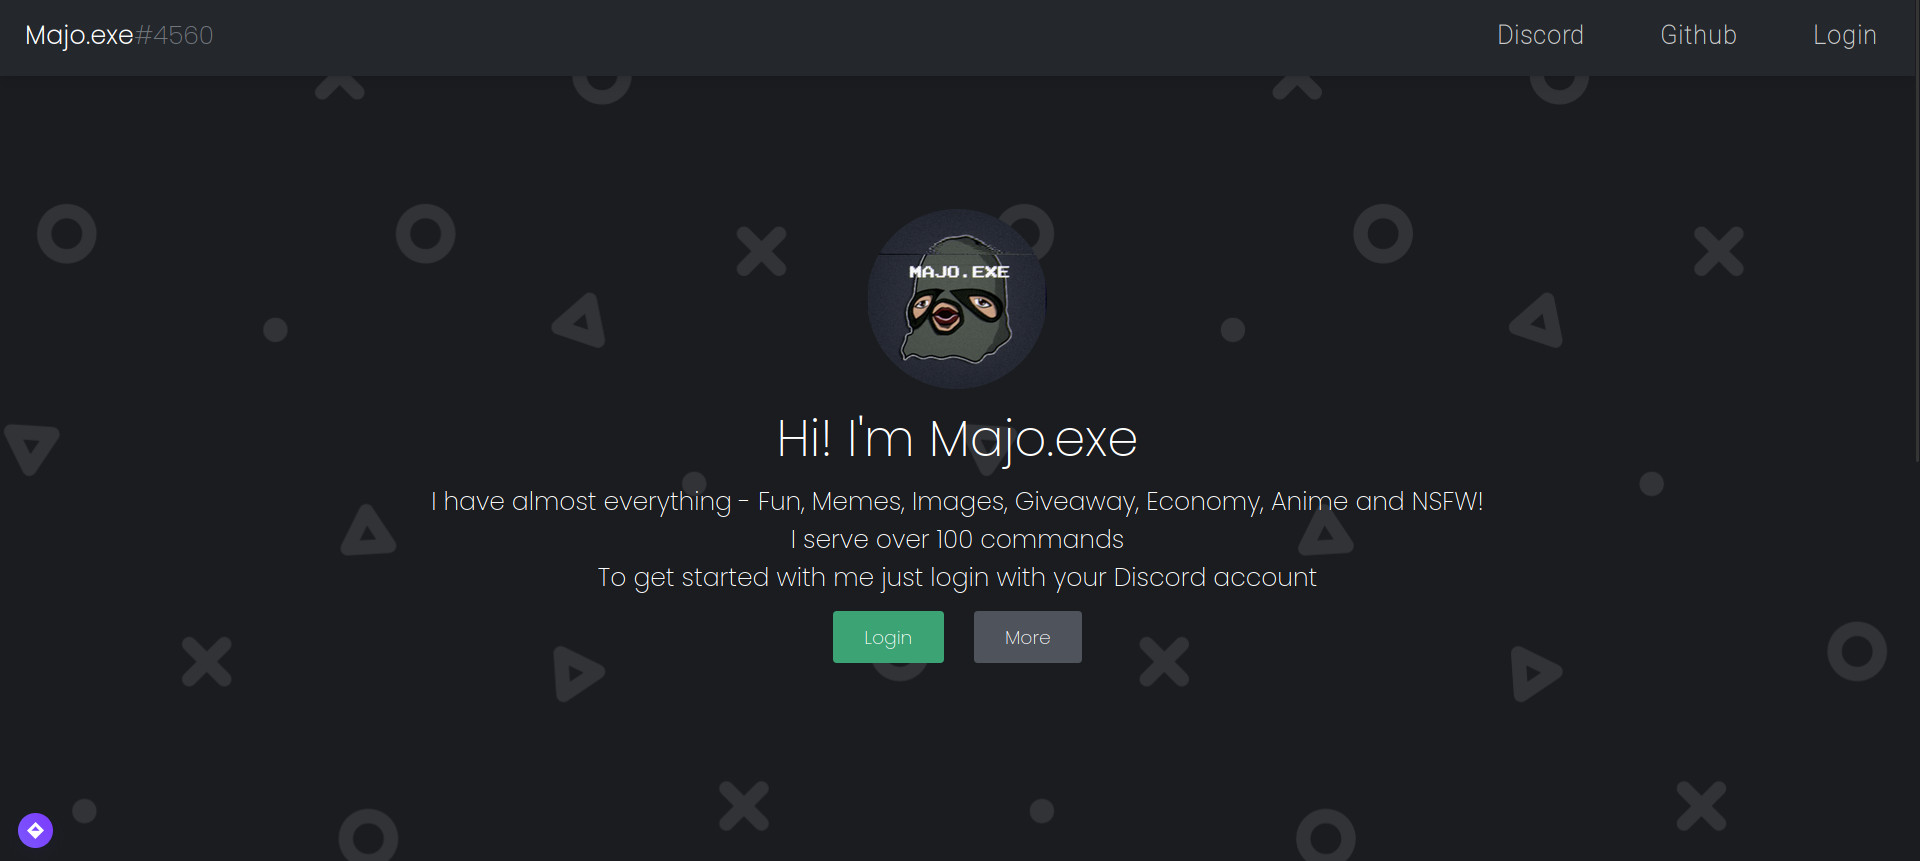 Majo.exe#4560
Discord
Github
Login
MAJO.EXE
Hi! I'm Majo.exe
I have almost everything - Fun, Memes, Images, Giveaway, Economy, Anime and NSFW!
I serve over 100 commands
To get started with me just login with your Discord account
Login
More